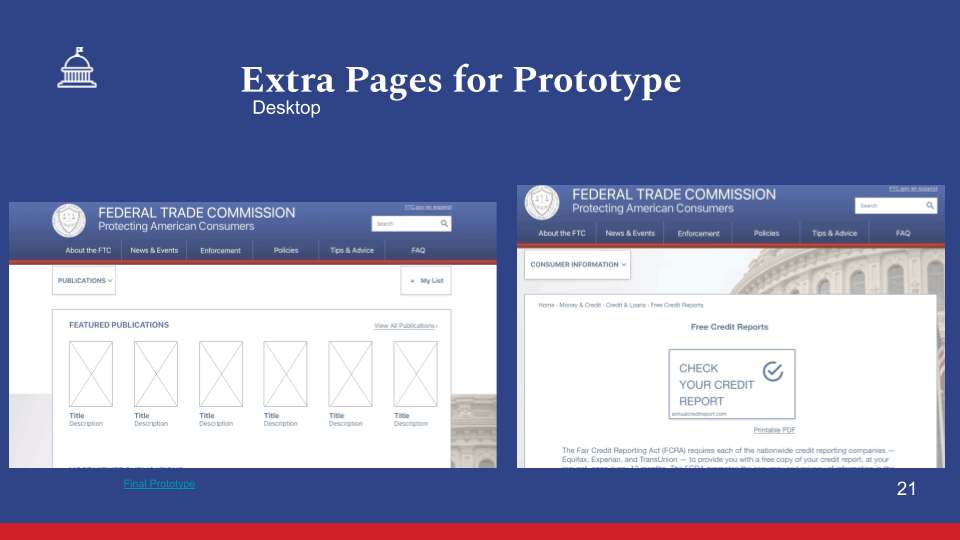 Extra Pages for Prototype
Desktop
FTC.gov en español
FEDERAL TRADE COMMISSION
Protecting American Consumers
Search
About the FTC
News & Events
Enforcement
Policies
Tips & Advice
FAQ
PUBLICATIONS
+ My List
FEATURED PUBLICATIONS
View All Publications›
Title
Description
Title
Description
Title
Description
Title
Description
Title
Description
Title
Description
FTC.gov en español
FEDERAL TRADE COMMISSION
Protecting American Consumers
Search
About the FTC
News & Events
Enforcement
Policies
Tips & Advice
FAQ
CONSUMER INFORMATION
Home › Money & Credit › Credit & Loans › Free Credit Reports
Free Credit Reports
CHECK
YOUR CREDIT
REPORT
annualcreditreport.com
Printable PDF
The Fair Credit Reporting Act (FCRA) requires each of the nationwide credit reporting companies —
Equifax, Experian, and TransUnion — to provide you with a free copy of your credit report, at your
Final Prototype
21